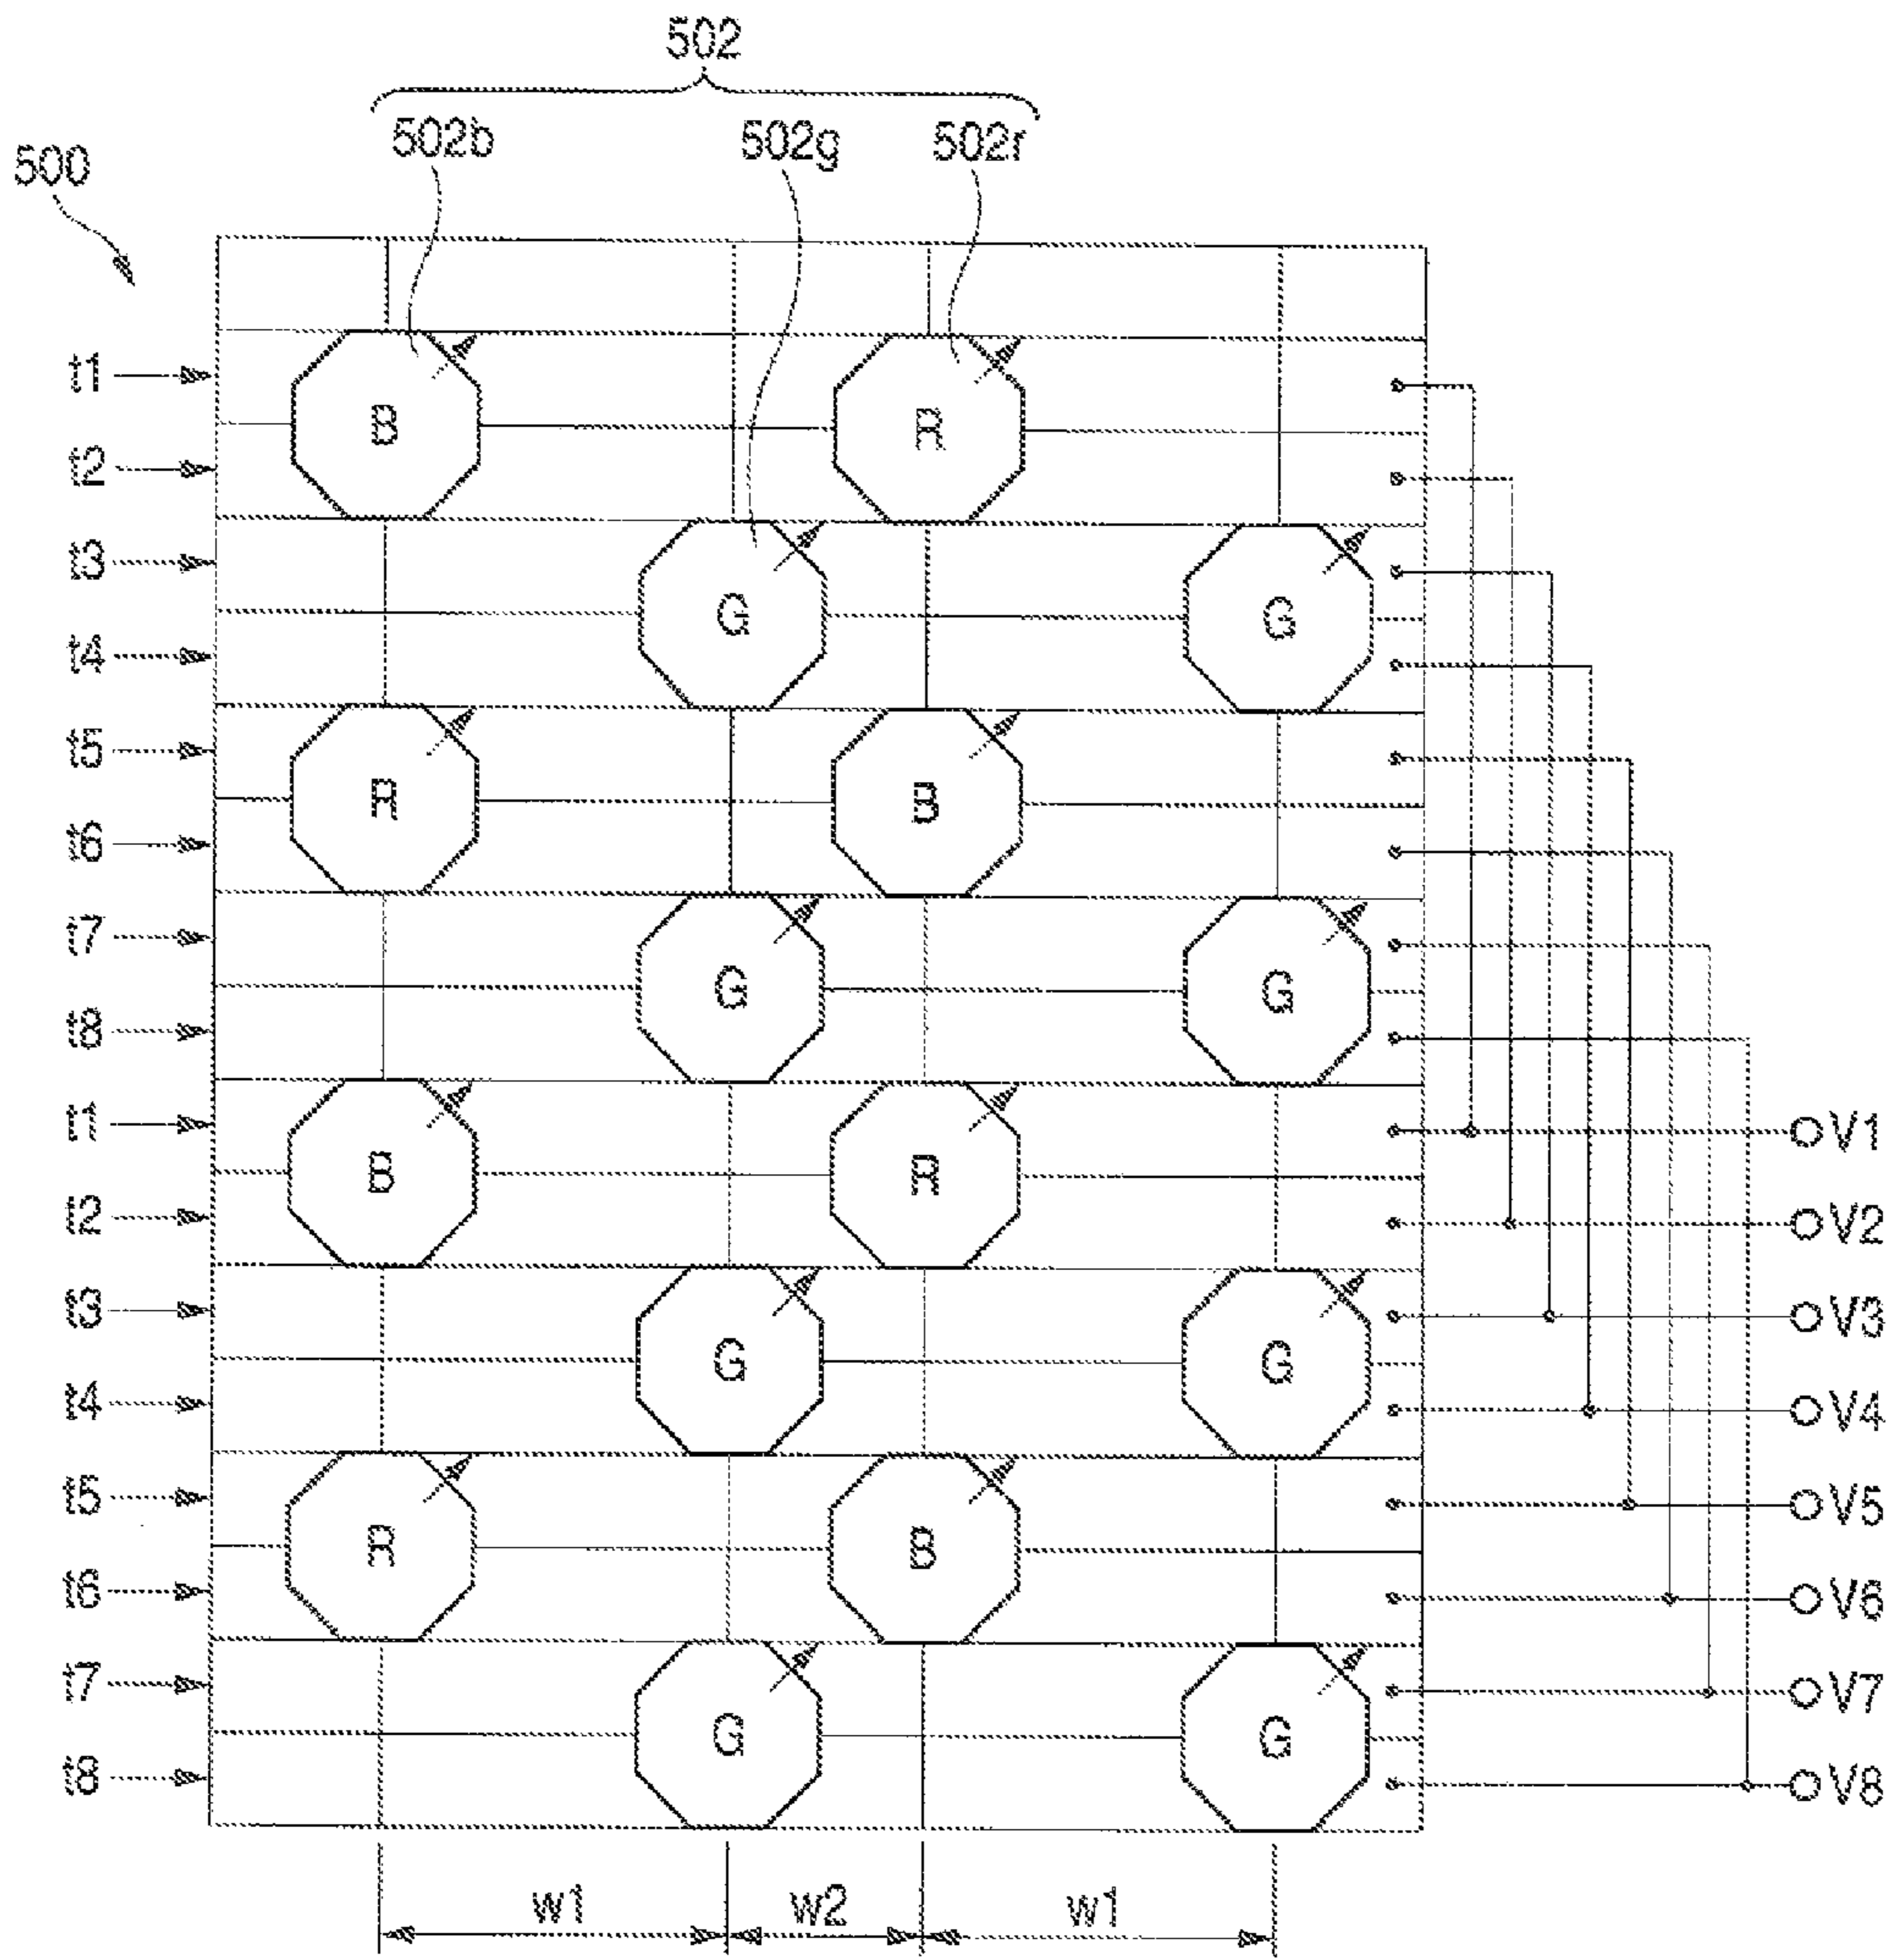 502
502b 502g 502r
500
t1
B R
t2
t3
G G
t4
t5
R B
t6
t7
G G
t8
t1 V1
B R
t2 V2
t3 V3
G G
t4 V4
t5 V5
R B
t6 V6
t7 V7
G G
t8 V8
w1 w2 w1